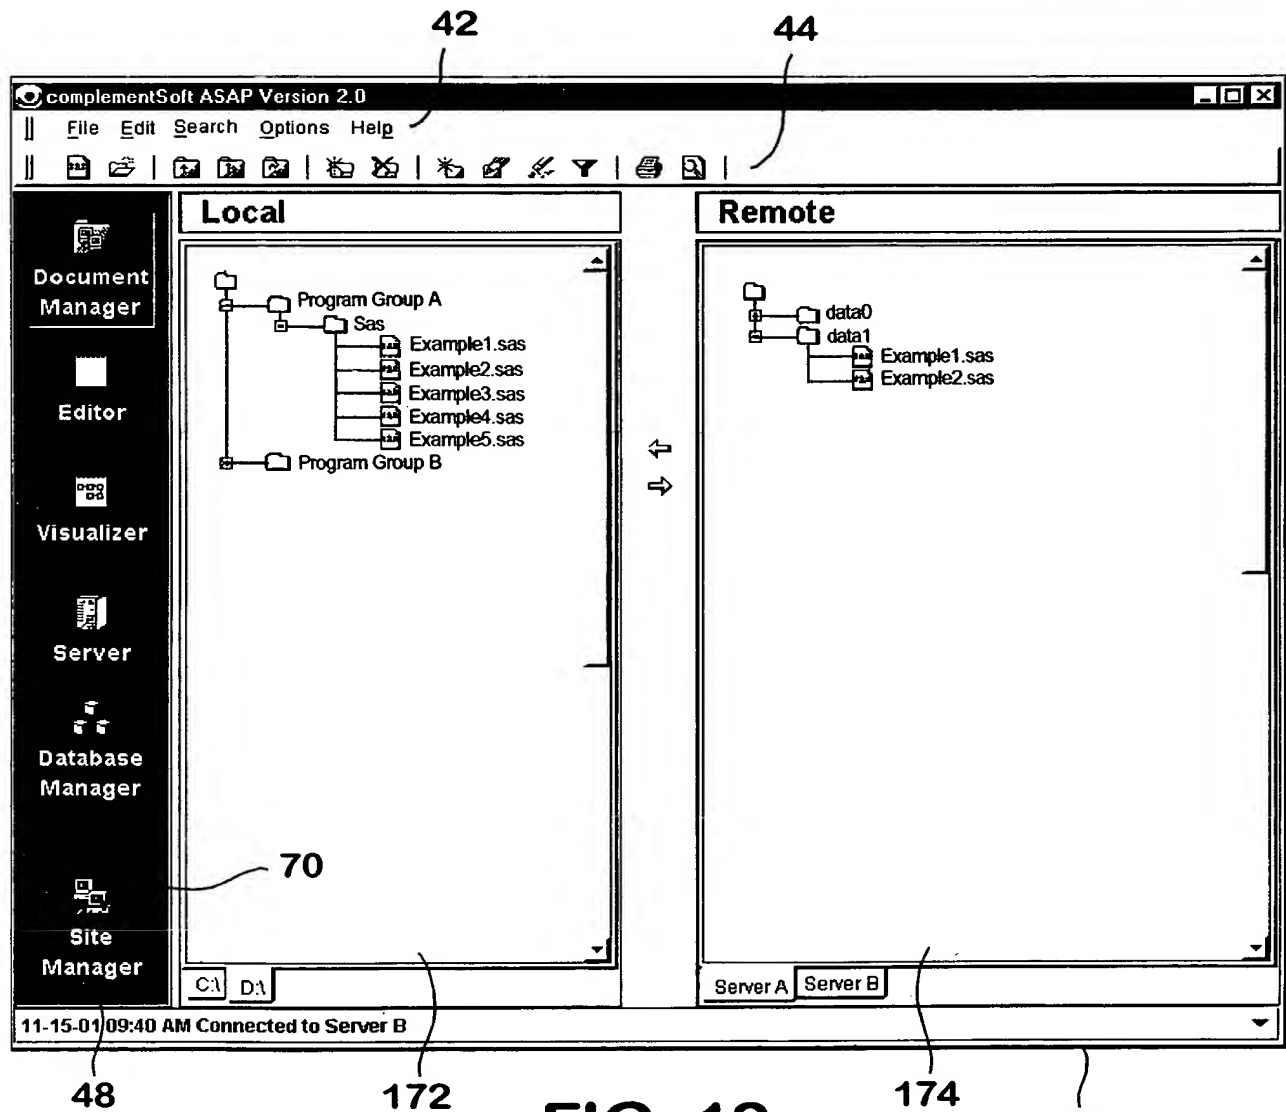 42
44
complementSoft ASAP Version 2.0
File Edit Search Options Help
Local
Remote
Document
Manager
Editor
Visualizer
Server
Database
Manager
Site
Manager
Program Group A
Sas
Example1.sas
Example2.sas
Example3.sas
Example4.sas
Example5.sas
Program Group B
data0
data1
Example1.sas
Example2.sas
70
C:\ D:\
Server A Server B
11-15-01 09:40 AM Connected to Server B
48
172
174